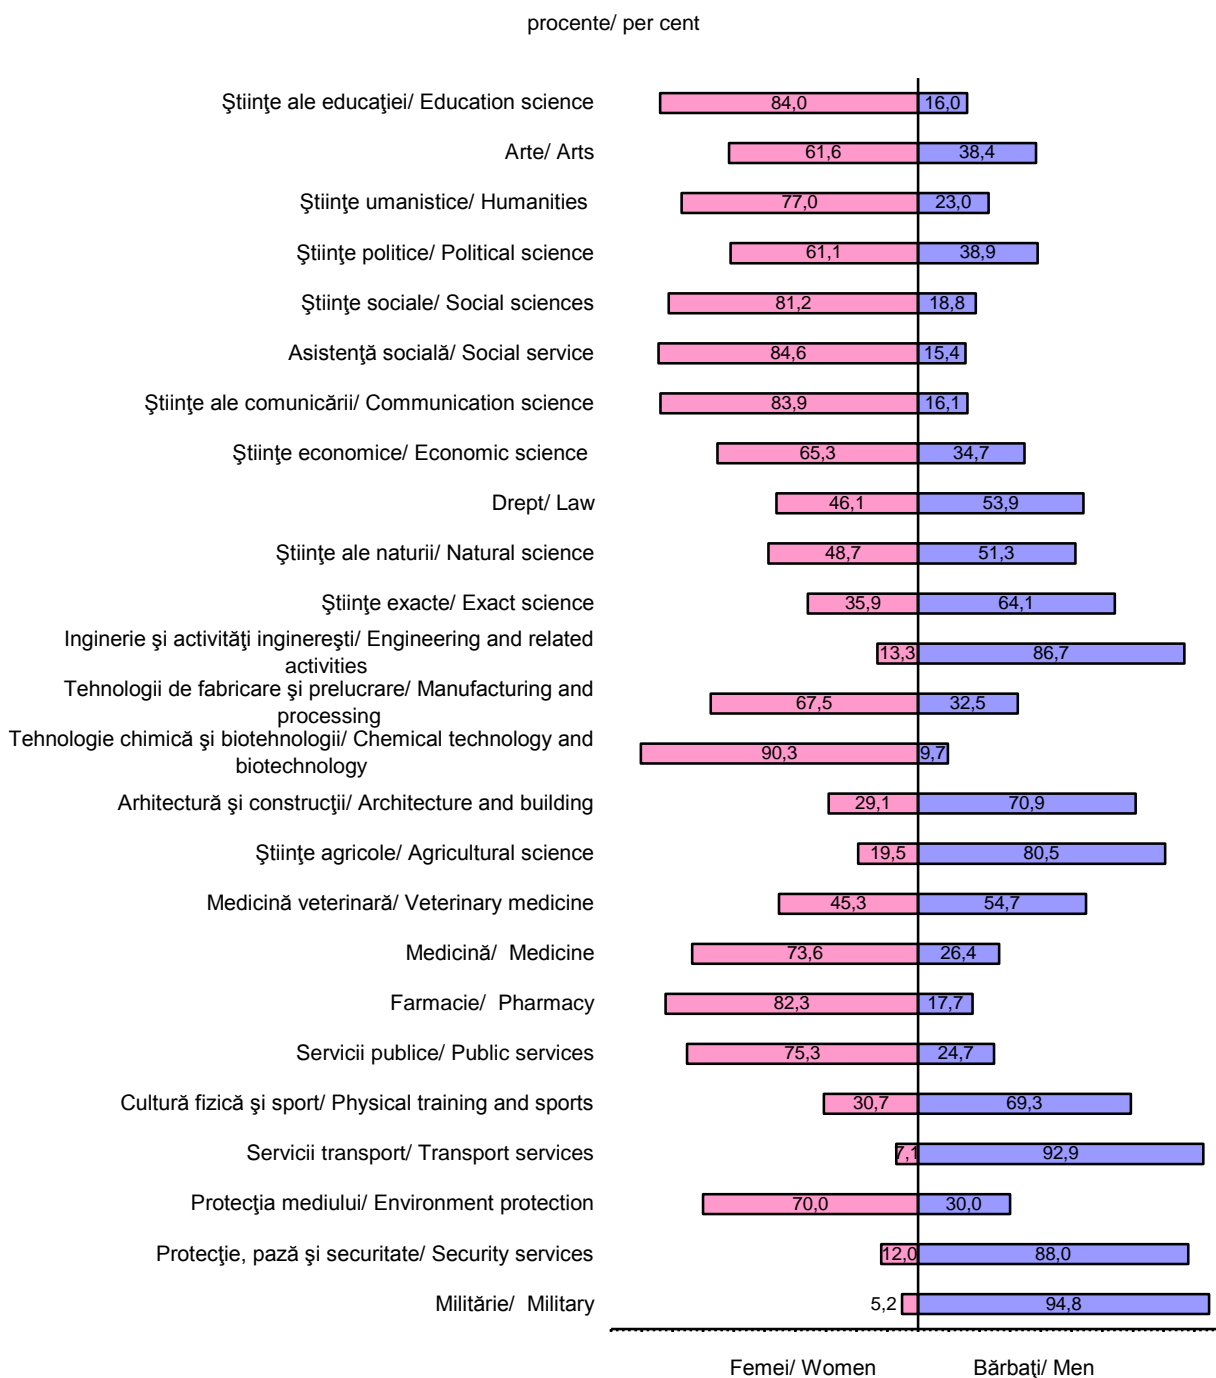 procente/ per cent
Ştiinţe ale educaţiei/ Education science 84,0 16,0
Arte/ Arts 61,6 38,4
Ştiinţe umanistice/ Humanities 77,0 23,0
Ştiinţe politice/ Political science 61,1 38,9
Ştiinţe sociale/ Social sciences 81,2 18,8
Asistenţă socială/ Social service 84,6 15,4
Ştiinţe ale comunicării/ Communication science 83,9 16,1
Ştiinţe economice/ Economic science 65,3 34,7
Drept/ Law 46,1 53,9
Ştiinţe ale naturii/ Natural science 48,7 51,3
Ştiinţe exacte/ Exact science 35,9 64,1
Inginerie şi activităţi inginereşti/ Engineering and related
activities 13,3 86,7
Tehnologii de fabricare şi prelucrare/ Manufacturing and
processing 67,5 32,5
Tehnologie chimică şi biotehnologii/ Chemical technology and
biotechnology 90,3 9,7
Arhitectură şi construcţii/ Architecture and building 29,1 70,9
Ştiinţe agricole/ Agricultural science 19,5 80,5
Medicină veterinară/ Veterinary medicine 45,3 54,7
Medicină/ Medicine 73,6 26,4
Farmacie/ Pharmacy 82,3 17,7
Servicii publice/ Public services 75,3 24,7
Cultură fizică şi sport/ Physical training and sports 30,7 69,3
Servicii transport/ Transport services 7,1 92,9
Protecţia mediului/ Environment protection 70,0 30,0
Protecţie, pază şi securitate/ Security services 12,0 88,0
Militărie/ Military 5,2 94,8
Femei/ Women Bărbaţi/ Men